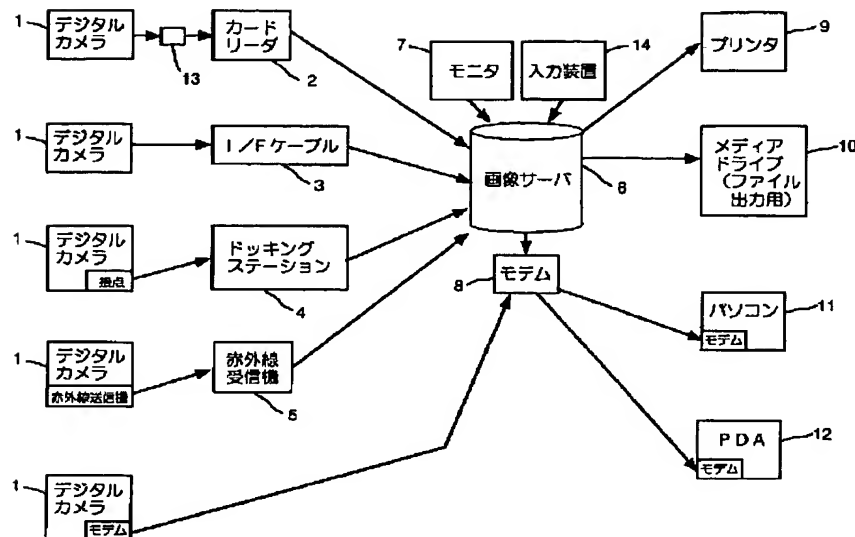 1
デジタル
カメラ
13
カード
リーダ
2
7
モニタ
入力装置
14
プリンタ
9
1
デジタル
カメラ
I/Fケーブル
3
画像サーバ
6
メディア
ドライブ
(ファイル
出力用)
10
1
デジタル
カメラ
接点
ドッキング
ステーション
4
モデム
8
パソコン
モデム
11
1
デジタル
カメラ
赤外線送信機
赤外線
受信機
5
PDA
モデム
12
1
デジタル
カメラ
モデム